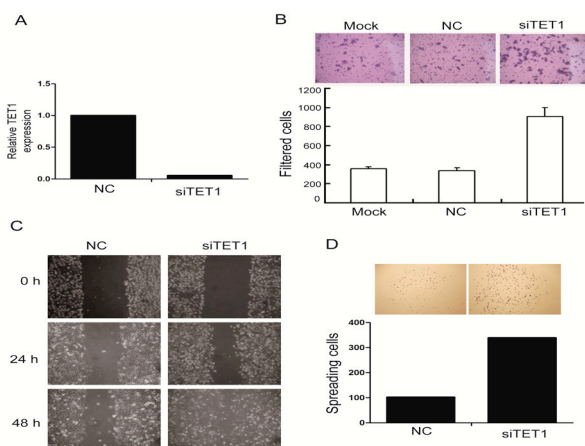 A
Relative TET1
expression
1.5
1.0
0.5
0.0
NC
siTET1
B
Mock
NC
siTET1
Filtered cells
1200
1000
800
600
400
200
0
Mock
NC
siTET1
C
NC
siTET1
0 h
24 h
48 h
D
Spreading cells
400
300
200
100
0
NC
siTET1